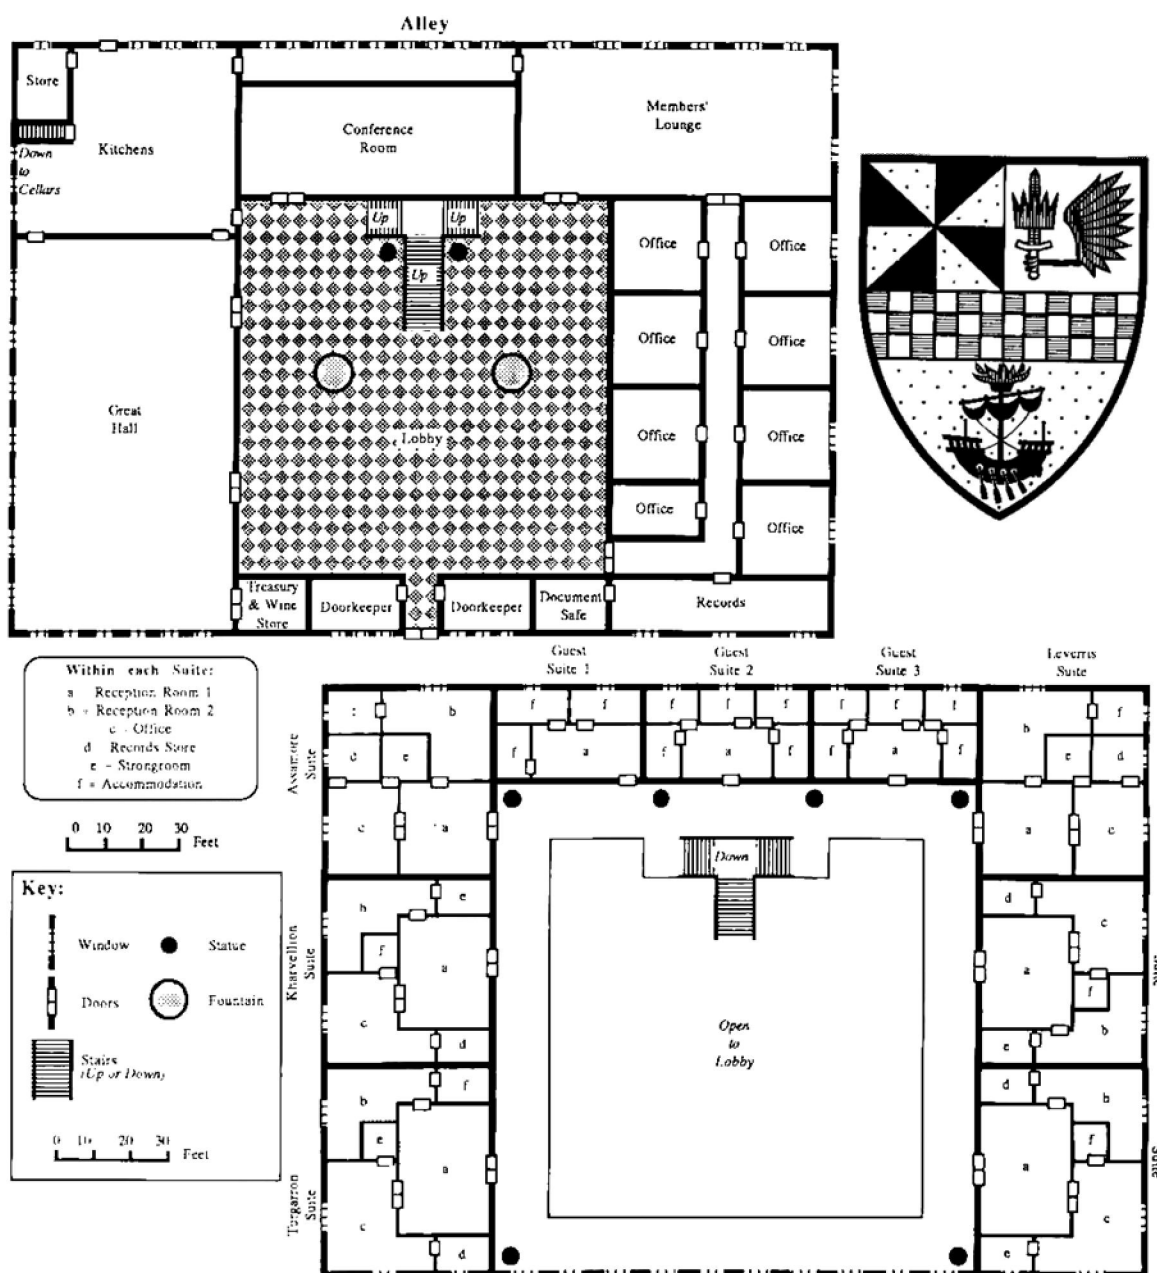 Alley
Store
Down
to
Cellars
Kitchens
Conference
Room
Members'
Lounge
Up
Up
Up
Office
Office
Office
Office
Office
Office
Office
Office
Great
Hall
Lobby
Treasury
& Wine
Store
Doorkeeper
Doorkeeper
Document
Safe
Records
Within each Suite:
a - Reception Room 1
b - Reception Room 2
c - Office
d - Records Store
e - Strongroom
f - Accommodation
0 10 20 30
Feet
Key:
Window
Statue
Doors
Fountain
Stairs
(Up or Down)
0 10 20 30
Feet
Guest
Suite 1
Guest
Suite 2
Guest
Suite 3
Leverris
Suite
Assamore
Suite
b
d
e
c
a
f
f
f
a
f
f
f
f
a
f
f
f
f
a
f
b
f
e
d
a
c
Kharvellion
Suite
b
e
f
a
c
d
Down
d
c
a
f
b
e
Open
to
Lobby
Torgarron
Suite
b
f
e
a
c
d
d
b
f
a
c
e